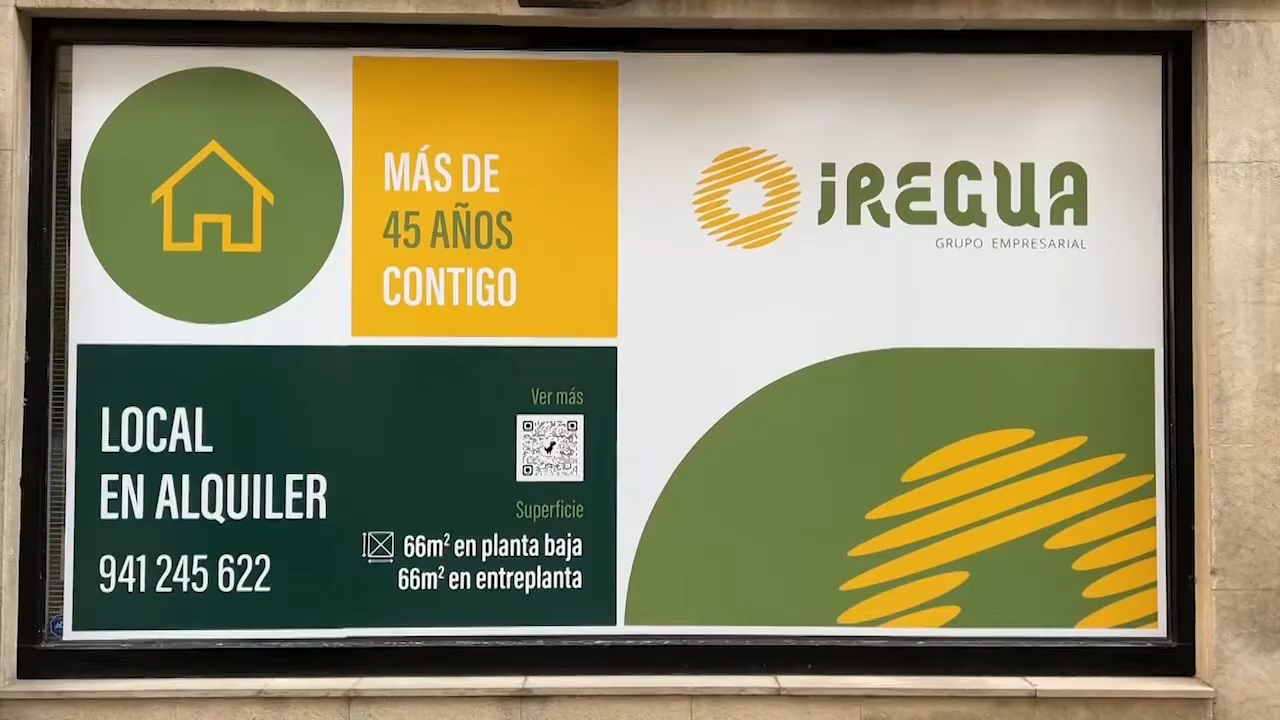 MÁS DE
45 AÑOS
CONTIGO
iREGUA
GRUPO EMPRESARIAL
LOCAL
EN ALQUILER
941 245 622
Ver más
Superficie
66m² en planta baja
66m² en entreplanta